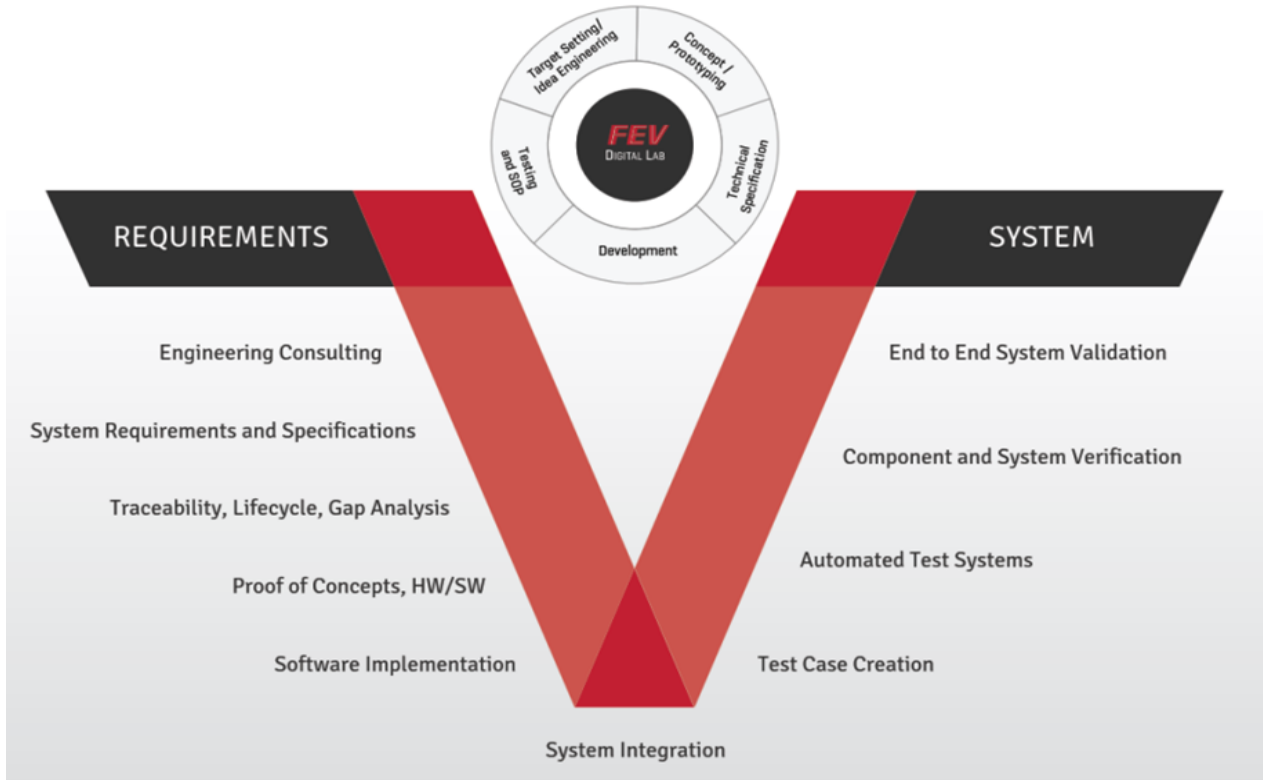 Target Setting/
Idea Engineering
Concept /
Prototyping
Testing
and SOP
FEV
DIGITAL LAB
Technical
Specification
Development
REQUIREMENTS
SYSTEM
Engineering Consulting
End to End System Validation
System Requirements and Specifications
Component and System Verification
Traceability, Lifecycle, Gap Analysis
Automated Test Systems
Proof of Concepts, HW/SW
Software Implementation
Test Case Creation
System Integration